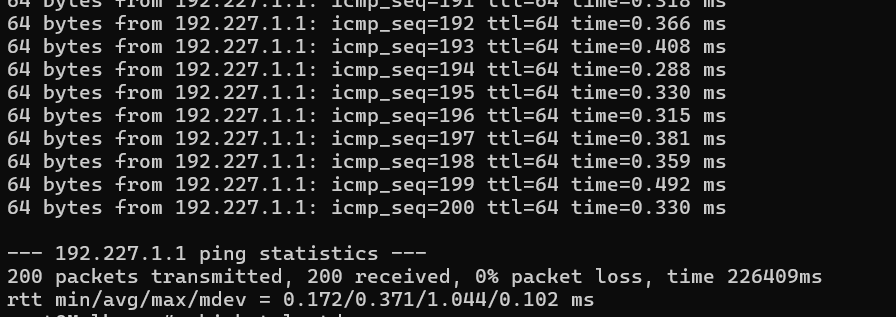 64 bytes from 192.227.1.1: icmp_seq=191 ttl=64 time=0.318 ms
64 bytes from 192.227.1.1: icmp_seq=192 ttl=64 time=0.366 ms
64 bytes from 192.227.1.1: icmp_seq=193 ttl=64 time=0.408 ms
64 bytes from 192.227.1.1: icmp_seq=194 ttl=64 time=0.288 ms
64 bytes from 192.227.1.1: icmp_seq=195 ttl=64 time=0.330 ms
64 bytes from 192.227.1.1: icmp_seq=196 ttl=64 time=0.315 ms
64 bytes from 192.227.1.1: icmp_seq=197 ttl=64 time=0.381 ms
64 bytes from 192.227.1.1: icmp_seq=198 ttl=64 time=0.359 ms
64 bytes from 192.227.1.1: icmp_seq=199 ttl=64 time=0.492 ms
64 bytes from 192.227.1.1: icmp_seq=200 ttl=64 time=0.330 ms
--- 192.227.1.1 ping statistics ---
200 packets transmitted, 200 received, 0% packet loss, time 226409ms
rtt min/avg/max/mdev = 0.172/0.371/1.044/0.102 ms